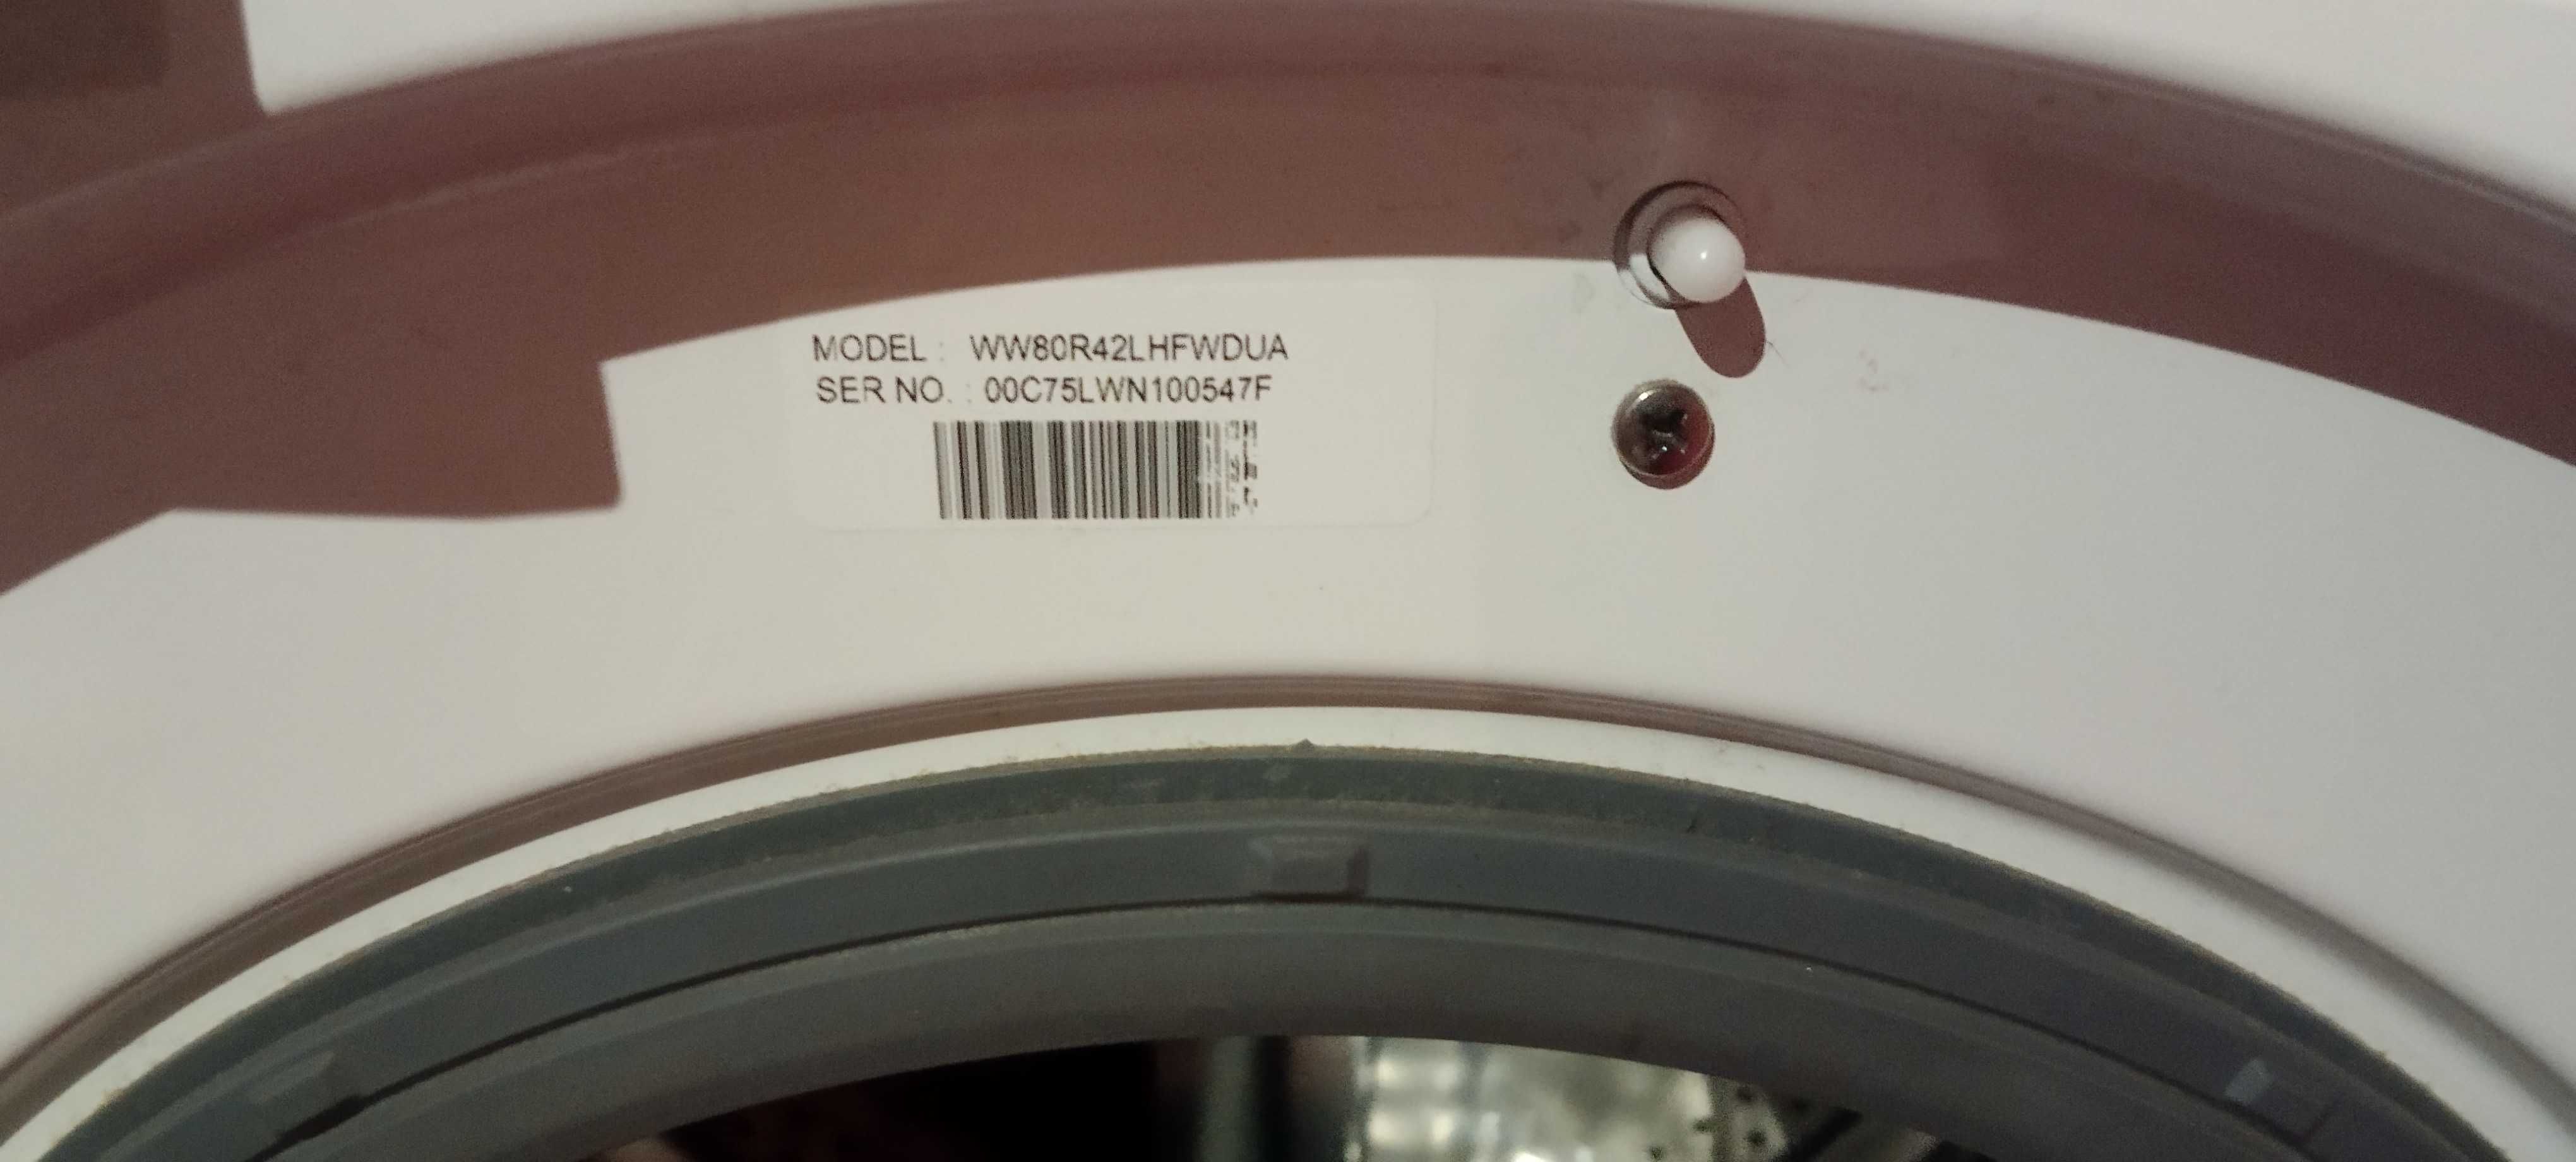 MODEL : WW80R42LHFWDUA
SER NO. : 00C75LWN100547F